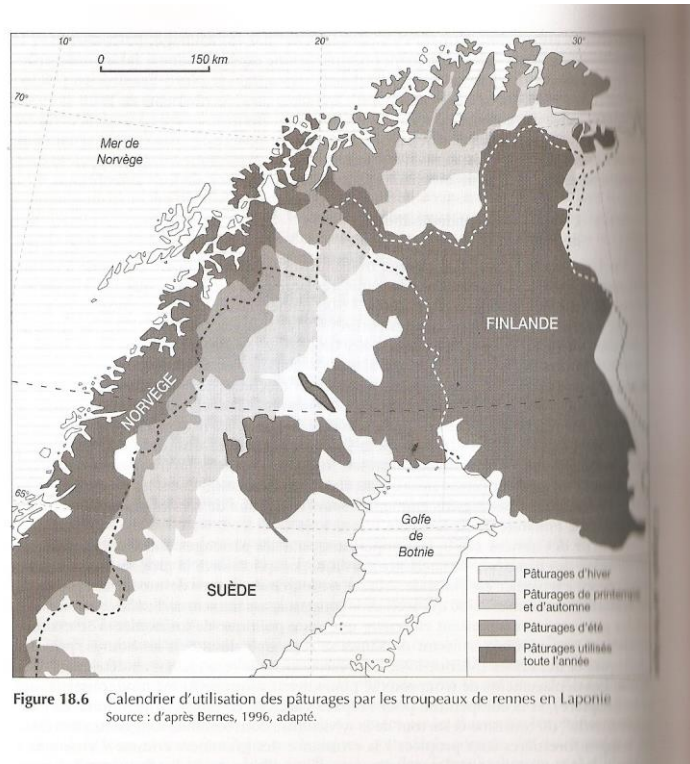 10°
20°
30°
0 150 km
70°
Mer de
Norvège
FINLANDE
NORVÈGE
65°
Golfe
de
Botnie
SUÈDE
Pâturages d'hiver
Pâturages de printemps
et d'automne
Pâturages d'été
Pâturages utilisés
toute l'année
Figure 18.6 Calendrier d'utilisation des pâturages par les troupeaux de rennes en Laponie
Source : d'après Bernes, 1996, adapté.